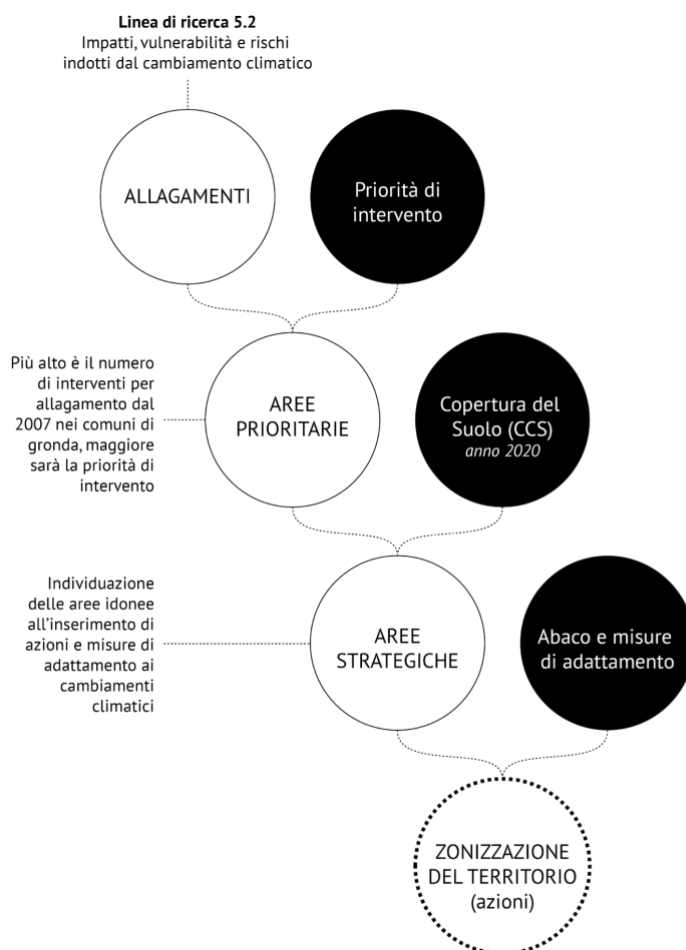 Linea di ricerca 5.2
Impatti, vulnerabilità e rischi
indotti dal cambiamento climatico
ALLAGAMENTI
Priorità di
intervento
Più alto è il numero
di interventi per
allagamento dal
2007 nei comuni di
gronda, maggiore
sarà la priorità di
intervento
AREE
PRIORITARIE
Copertura del
Suolo (CCS)
anno 2020
Individuazione
delle aree idonee
all'inserimento di
azioni e misure di
adattamento ai
cambiamenti
climatici
AREE
STRATEGICHE
Abaco e misure
di adattamento
ZONIZZAZIONE
DEL TERRITORIO
(azioni)